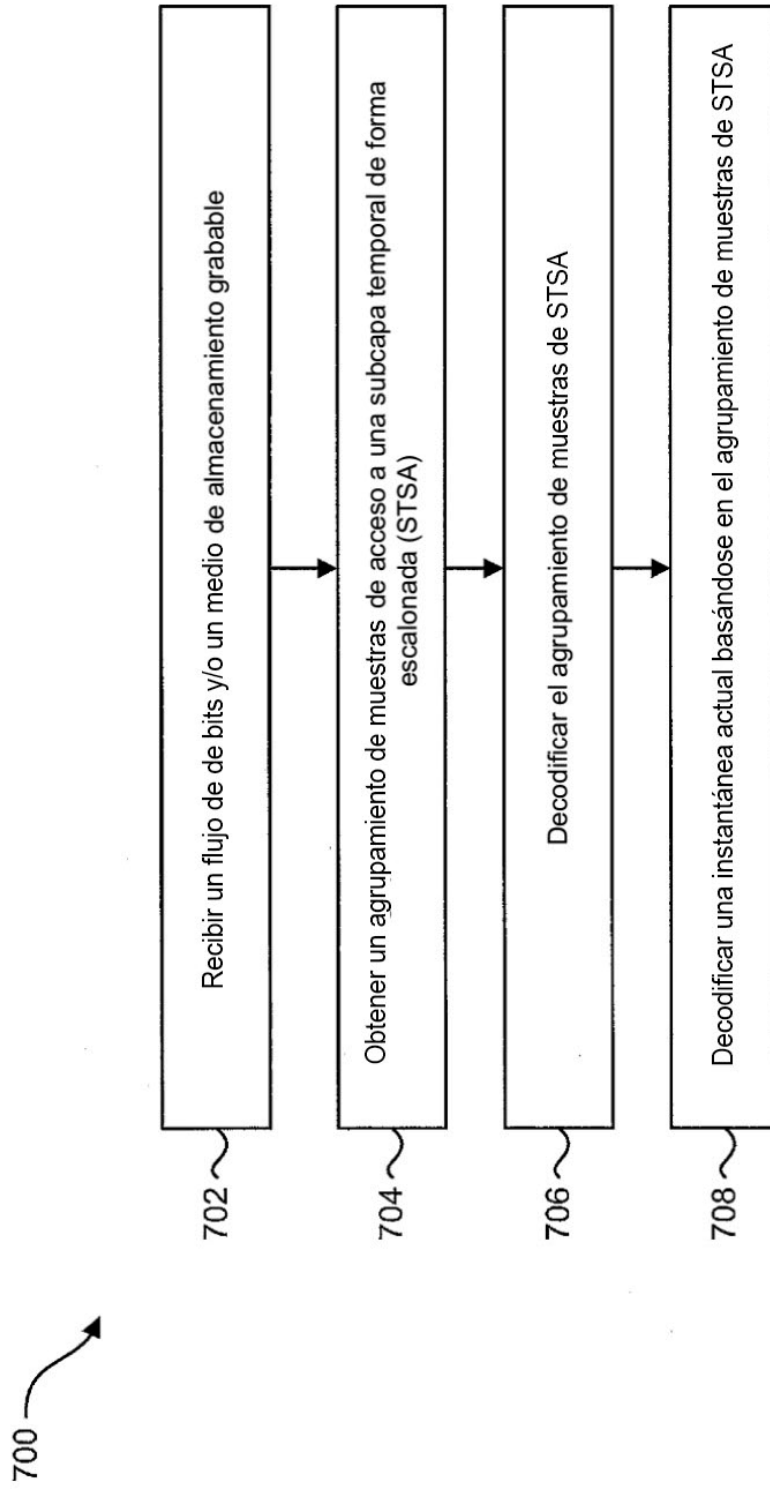 700
702
Recibir un flujo de de bits y/o un medio de almacenamiento grabable
704
Obtener un agrupamiento de muestras de acceso a una subcapa temporal de forma
escalonada (STSA)
706
Decodificar el agrupamiento de muestras de STSA
708
Decodificar una instantánea actual basándose en el agrupamiento de muestras de STSA